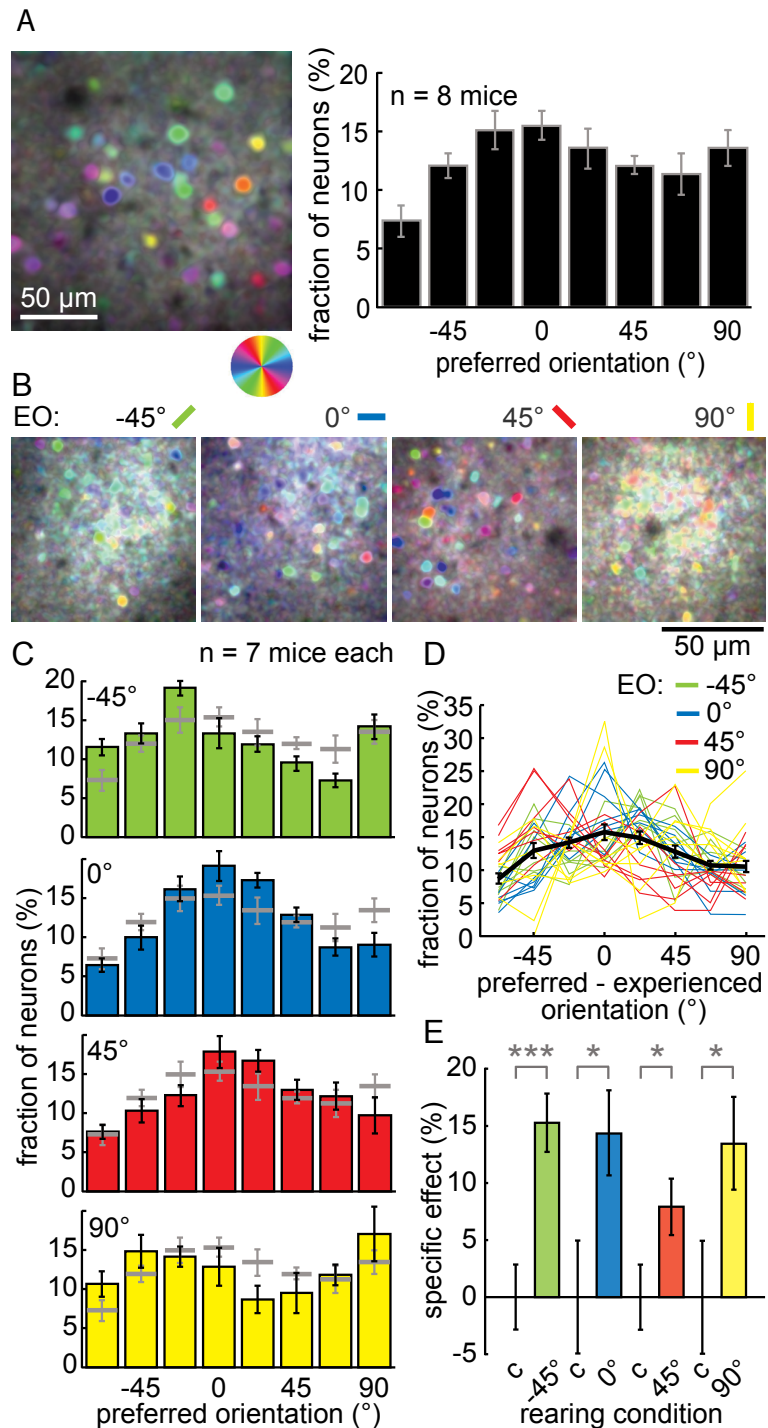 A
50 µm
n = 8 mice
fraction of neurons (%)
20
15
10
5
0
-45 0 45 90
preferred orientation (°)
B
EO: -45° 0° 45° 90°
50 µm
C
n = 7 mice each
fraction of neurons (%)
-45°
20
15
10
5
0
0°
15
10
5
0
45°
15
10
5
0
90°
15
10
5
0
-45 0 45 90
preferred orientation (°)
D
EO: -45°
0°
45°
90°
fraction of neurons (%)
35
30
25
20
15
10
5
0
-45 0 45 90
preferred - experienced
orientation (°)
E
*** * * *
specific effect (%)
20
15
10
5
0
-5
c -45° c 0° c 45° c 90°
rearing condition